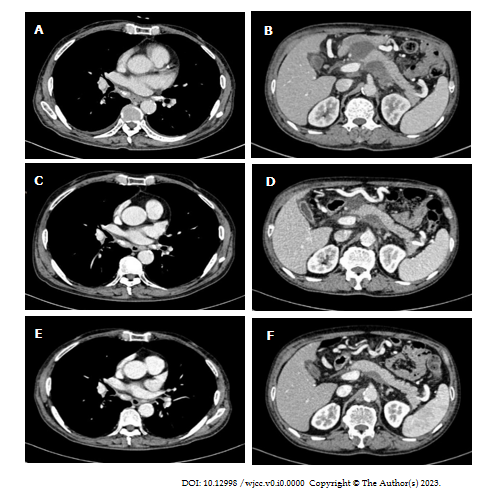 A
B
C
D
E
F
DOI: 10.12998 /wjcc.v0.i0.0000 Copyright © The Author(s) 2023.